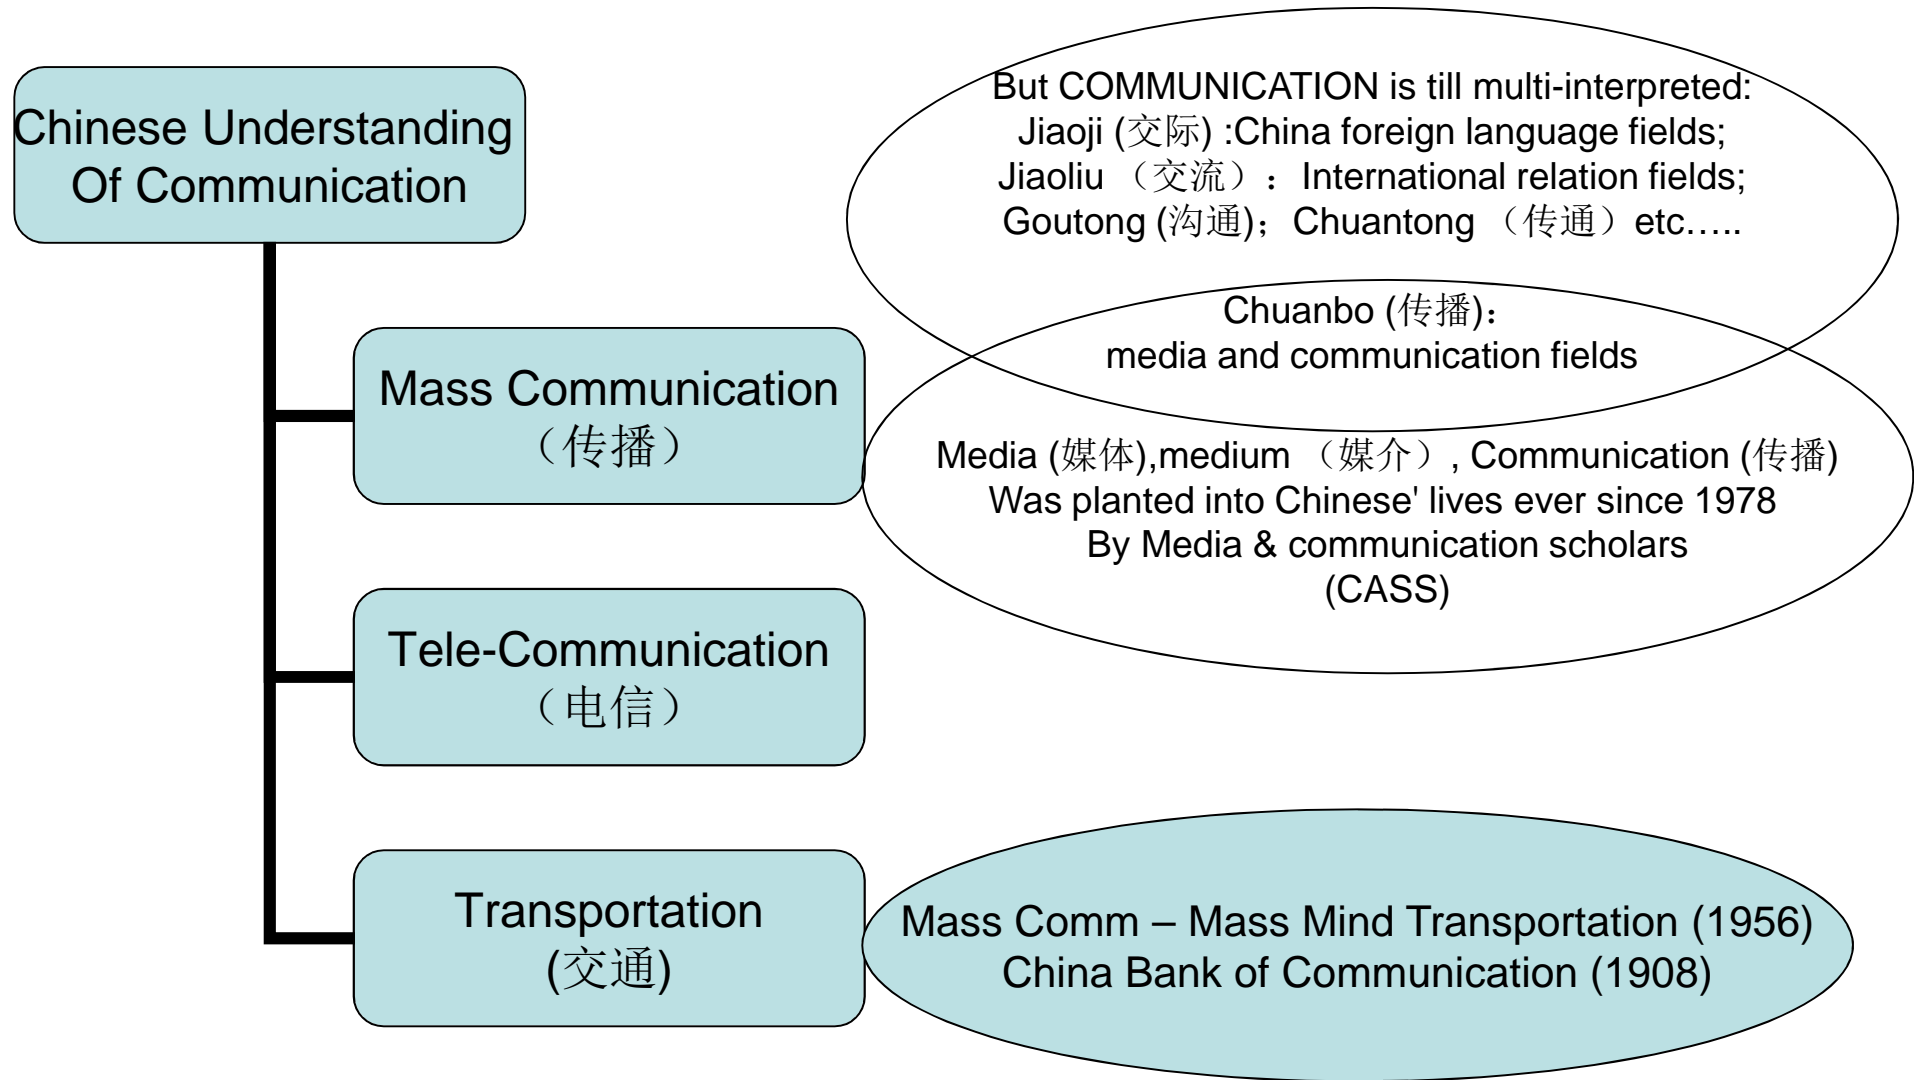 Chinese Understanding
Of Communication
Mass Communication
（传播）
Tele-Communication
（电信）
Transportation
(交通)
But COMMUNICATION is till multi-interpreted:
Jiaoji (交际) :China foreign language fields;
Jiaoliu （交流）：International relation fields;
Goutong (沟通)；Chuantong （传通）etc…..
Chuanbo (传播)：
media and communication fields
Media (媒体),medium （媒介）, Communication (传播)
Was planted into Chinese' lives ever since 1978
By Media & communication scholars
(CASS)
Mass Comm – Mass Mind Transportation (1956)
China Bank of Communication (1908)